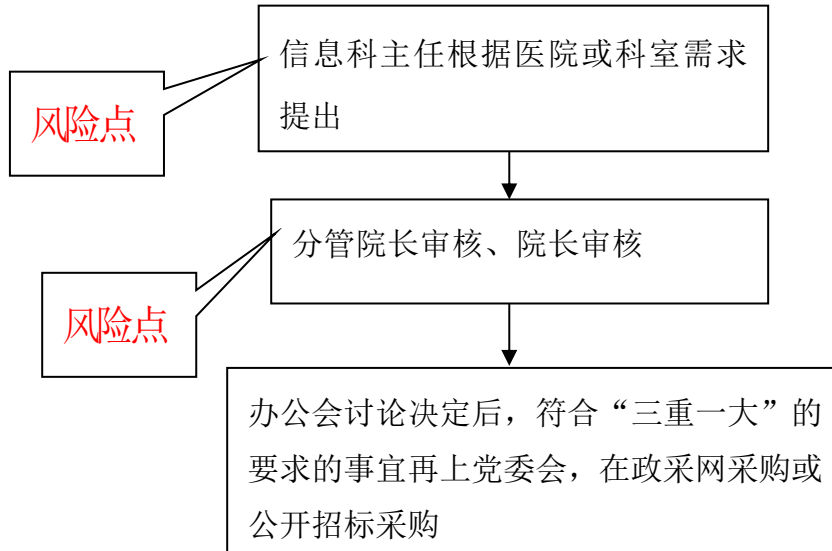 信息科主任根据医院或科室需求
提出
风险点
分管院长审核、院长审核
风险点
办公会讨论决定后，符合“三重一大”的
要求的事宜再上党委会，在政采网采购或
公开招标采购